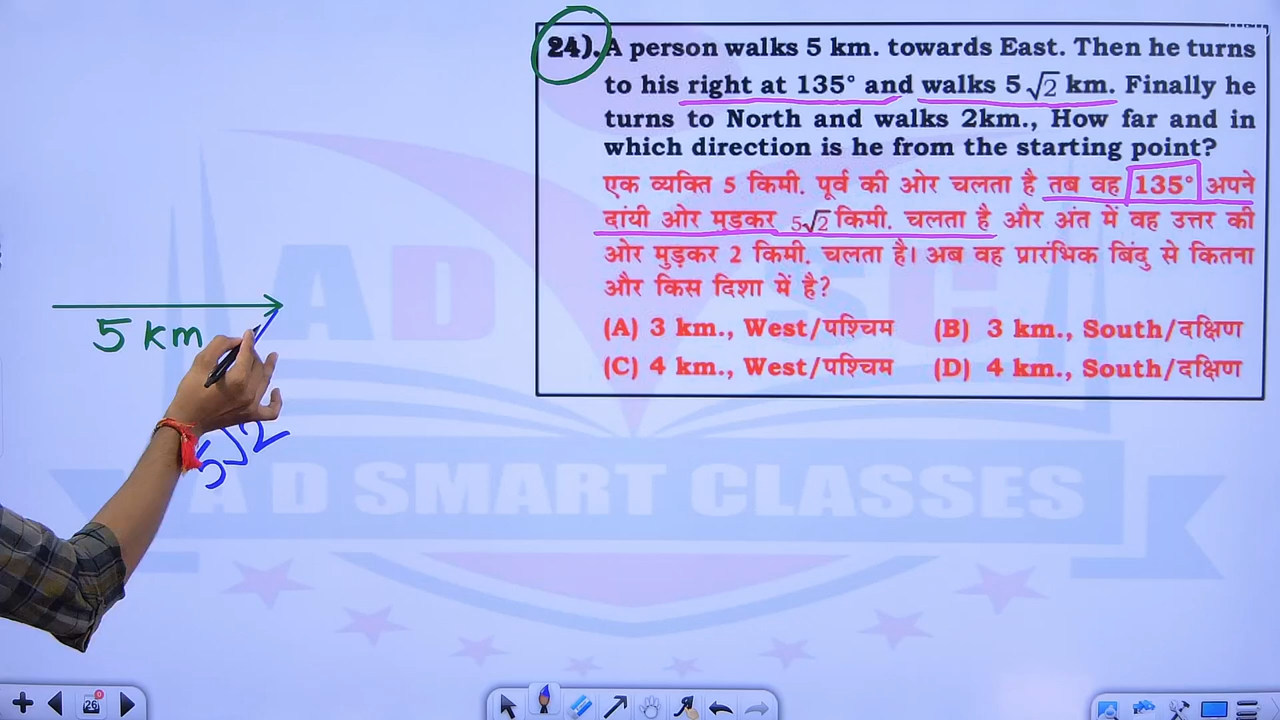 24). A person walks 5 km. towards East. Then he turns
to his right at 135° and walks 5√2 km. Finally he
turns to North and walks 2km., How far and in
which direction is he from the starting point?
एक व्यक्ति 5 किमी. पूर्व की ओर चलता है तब वह 135° अपने
दांयी ओर मुड़कर 5√2 किमी. चलता है और अंत में वह उत्तर की
ओर मुड़कर 2 किमी. चलता है। अब वह प्रारंभिक बिंदु से कितना
और किस दिशा में है?
(A) 3 km., West/पश्चिम (B) 3 km., South/दक्षिण
(C) 4 km., West/पश्चिम (D) 4 km., South/दक्षिण
5 km
5√2
A D SMART CLASSES
26
0